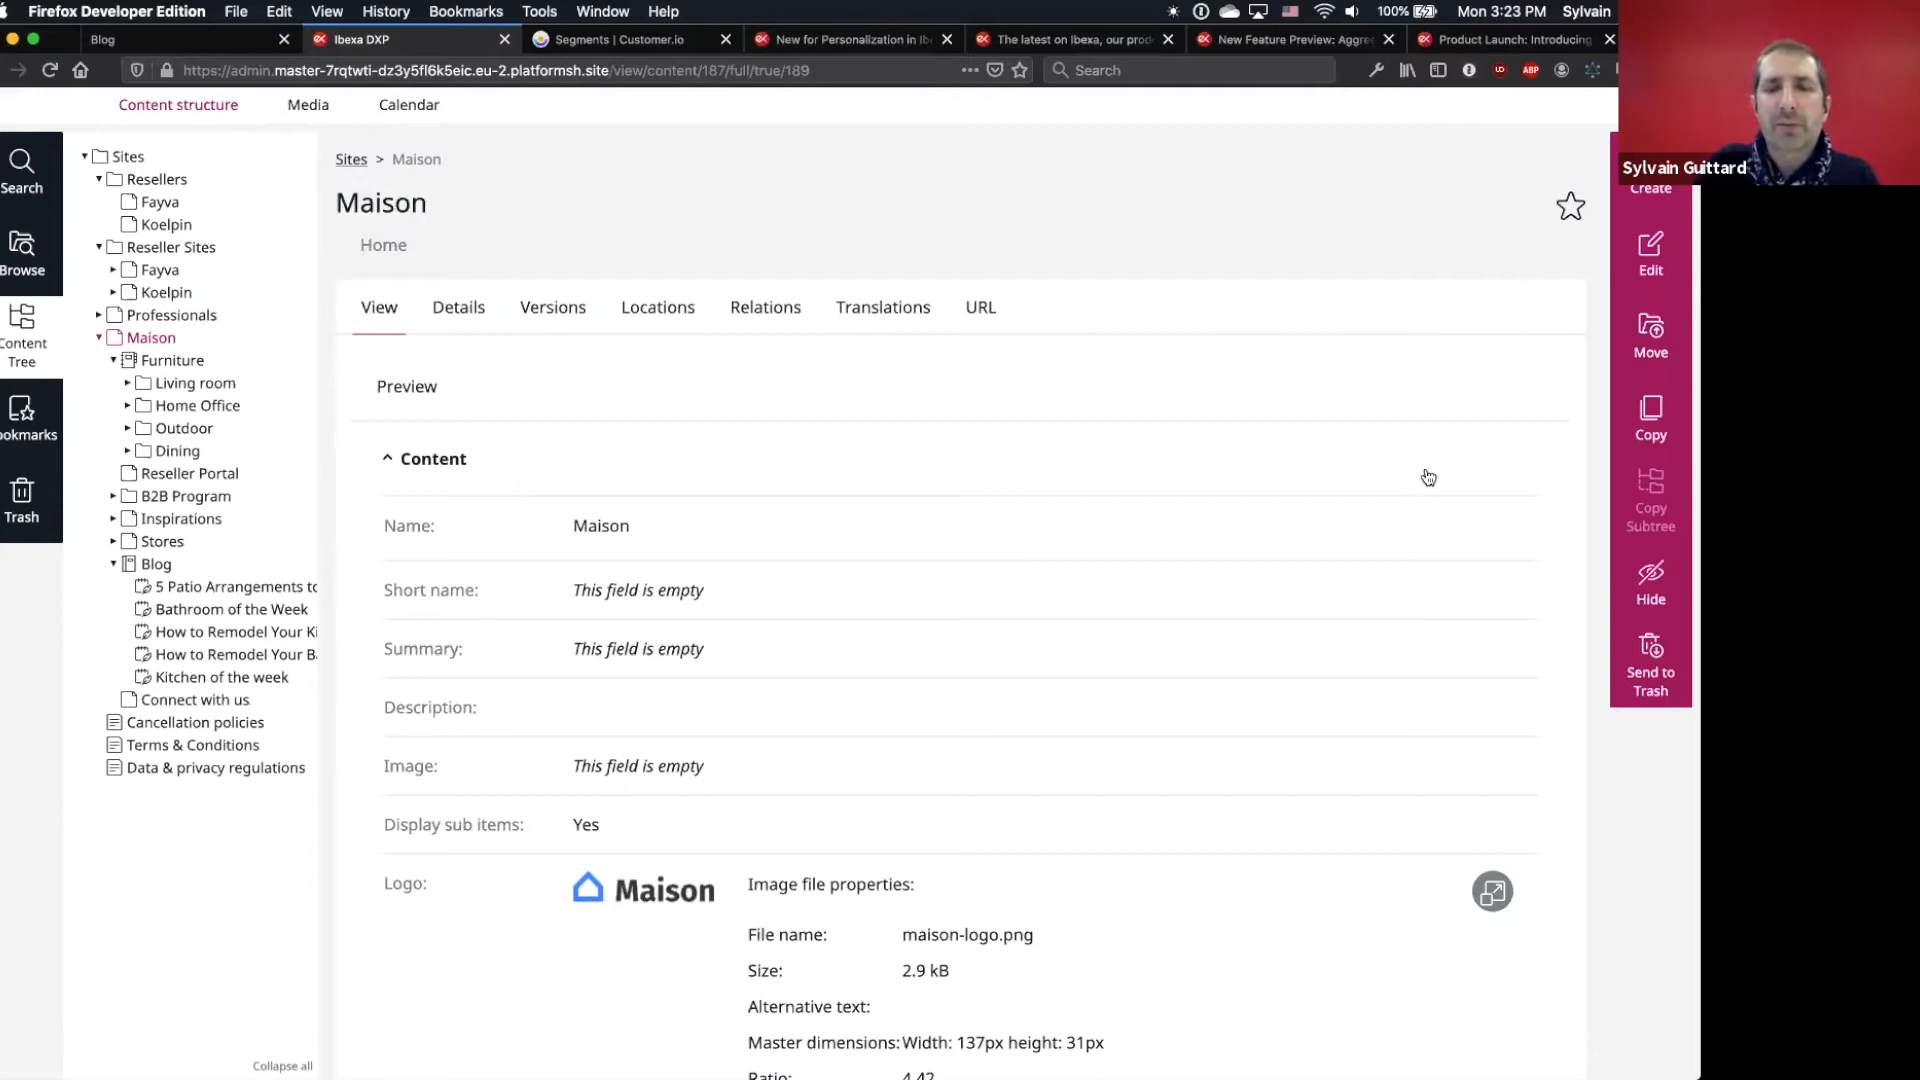 Firefox Developer Edition File Edit View History Bookmarks Tools Window Help 100% Mon 3:23 PM Sylvain
Blog Ibexa DXP Segments | Customer.io New for Personalization in Ib The latest on Ibexa, our prod New Feature Preview: Aggre Product Launch: Introducing
https://admin.master-7rqtwti-dz3y5fl6k5eic.eu-2.platformsh.site/view/content/187/full/true/189 Search
Content structure Media Calendar
Search
Browse
Content
Tree
ookmarks
Trash
Sites
Resellers
Fayva
Koelpin
Reseller Sites
Fayva
Koelpin
Professionals
Maison
Furniture
Living room
Home Office
Outdoor
Dining
Reseller Portal
B2B Program
Inspirations
Stores
Blog
5 Patio Arrangements to
Bathroom of the Week
How to Remodel Your Ki
How to Remodel Your Ba
Kitchen of the week
Connect with us
Cancellation policies
Terms & Conditions
Data & privacy regulations
Collapse all
Sites > Maison
Maison
Home
View Details Versions Locations Relations Translations URL
Preview
Content
Name: Maison
Short name: This field is empty
Summary: This field is empty
Description:
Image: This field is empty
Display sub items: Yes
Logo: Maison Image file properties:
File name: maison-logo.png
Size: 2.9 kB
Alternative text:
Master dimensions: Width: 137px height: 31px
Ratio: 4.42
Sylvain Guittard
Create
Edit
Move
Copy
Copy
Subtree
Hide
Send to
Trash